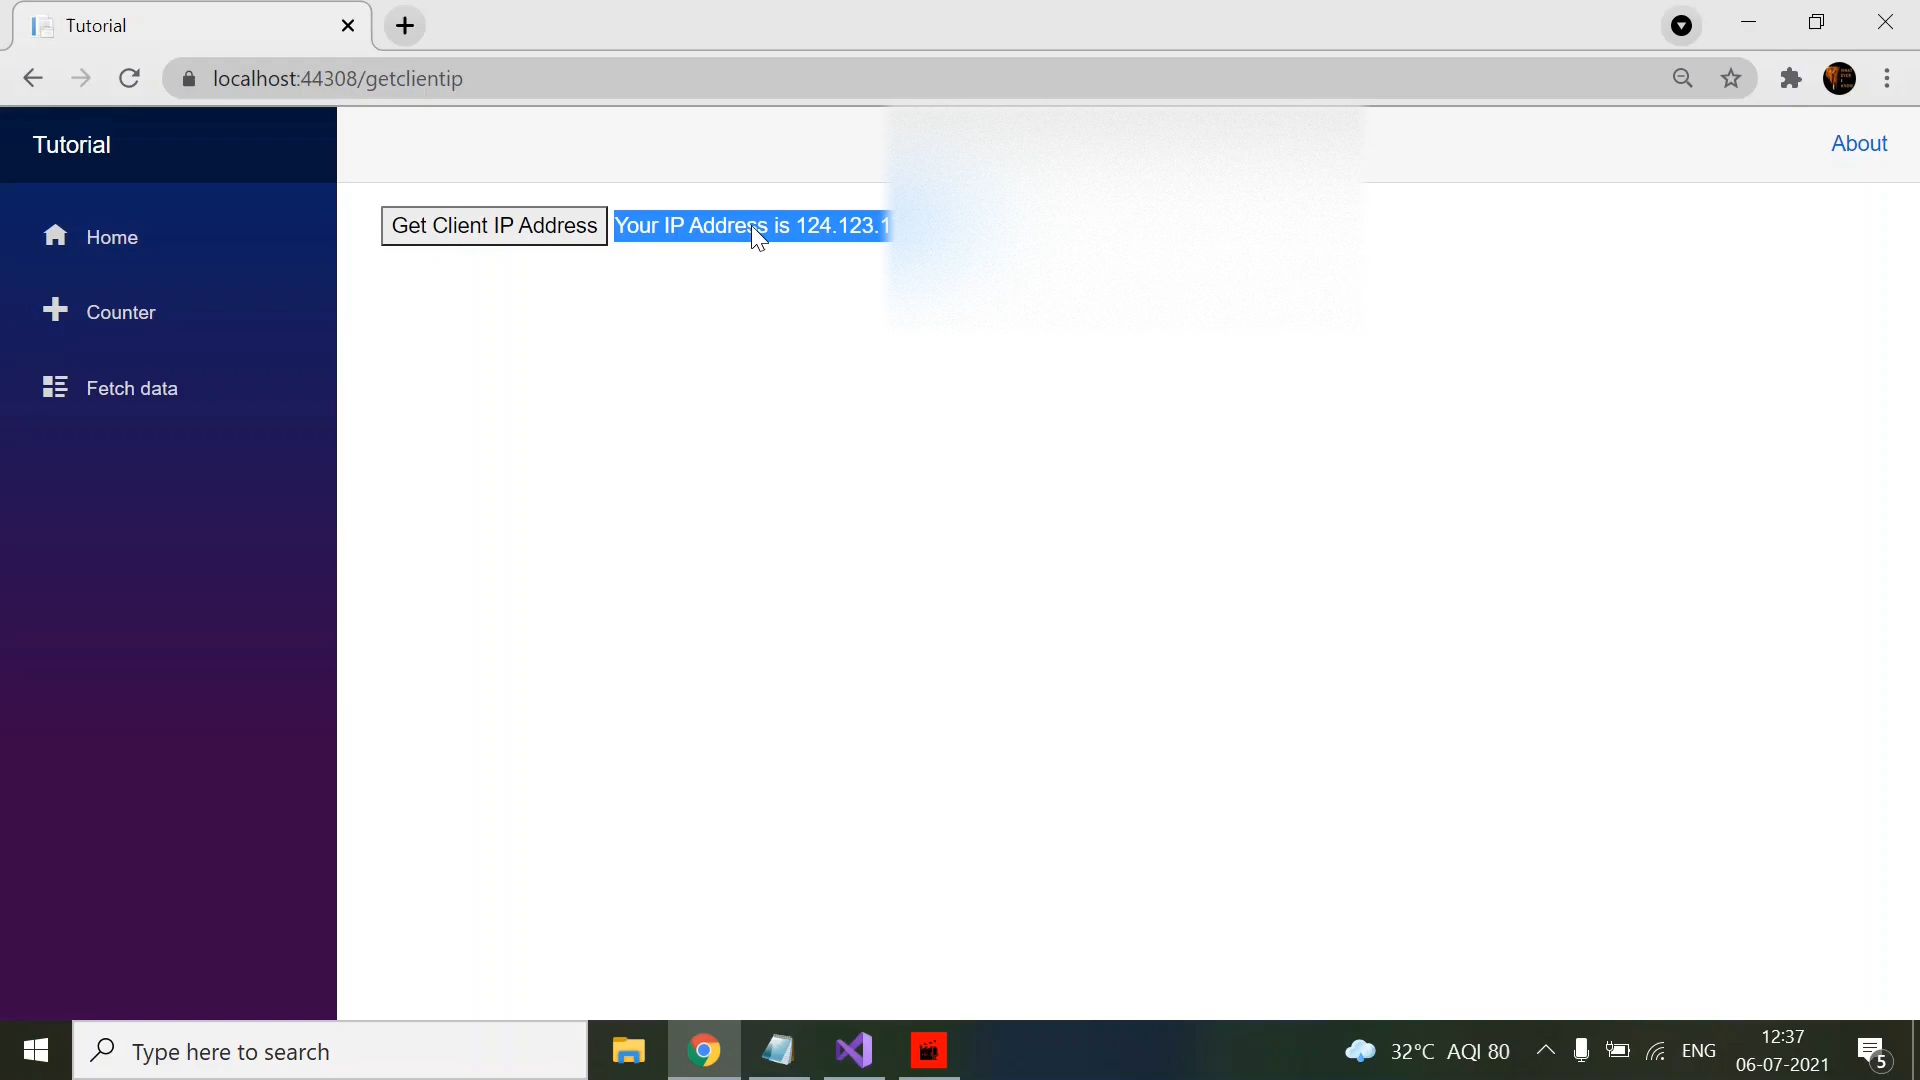 Tutorial
localhost:44308/getclientip
Tutorial
About
Get Client IP Address Your IP Address is 124.123.1
Home
Counter
Fetch data
Type here to search
32°C AQI 80
ENG
12:37
06-07-2021
5